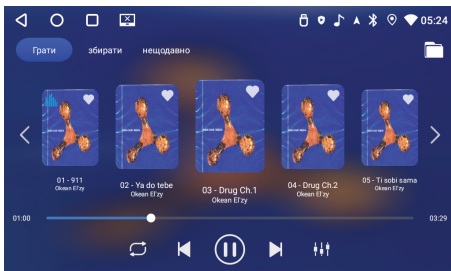 05:24
Грати збирати нещодавно
01 - 911
Okean El'zy
02 - Ya do tebe
Okean El'zy
03 - Drug Ch.1
Okean El'zy
04 - Drug Ch.2
Okean El'zy
05 - Ti sobi sama
Okean El'zy
01:00 03:29